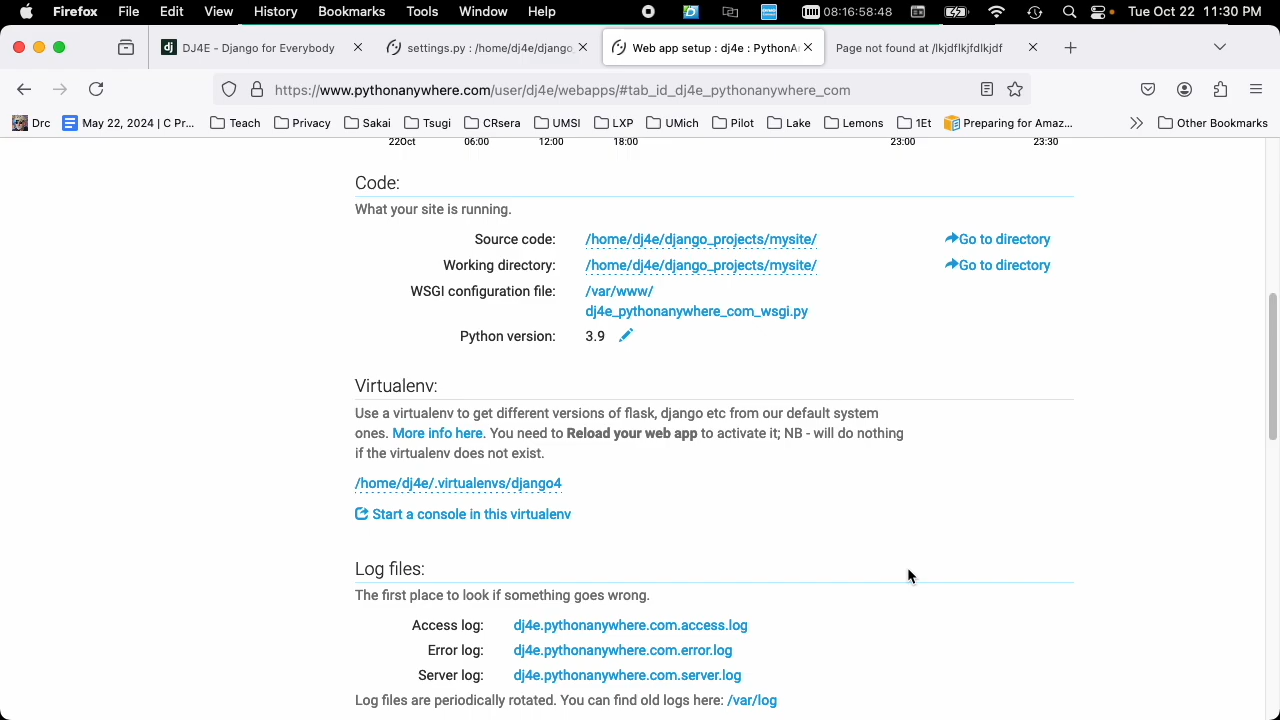 Firefox File Edit View History Bookmarks Tools Window Help 08:16:58:48 Tue Oct 22 11:30 PM
dj DJ4E - Django for Everybody settings.py : /home/dj4e/django Web app setup : dj4e : PythonA Page not found at /lkjdflkjfdlkjdf
https://www.pythonanywhere.com/user/dj4e/webapps/#tab_id_dj4e_pythonanywhere_com
Drc May 22, 2024 | C Pr... Teach Privacy Sakai Tsugi CRsera UMSI LXP UMich Pilot Lake Lemons 1Et Preparing for Amaz... Other Bookmarks
22Oct 06:00 12:00 18:00 23:00 23:30
Code:
What your site is running.
Source code: /home/dj4e/django_projects/mysite/ Go to directory
Working directory: /home/dj4e/django_projects/mysite/ Go to directory
WSGI configuration file: /var/www/
dj4e_pythonanywhere_com_wsgi.py
Python version: 3.9
Virtualenv:
Use a virtualenv to get different versions of flask, django etc from our default system
ones. More info here. You need to Reload your web app to activate it; NB - will do nothing
if the virtualenv does not exist.
/home/dj4e/.virtualenvs/django4
Start a console in this virtualenv
Log files:
The first place to look if something goes wrong.
Access log: dj4e.pythonanywhere.com.access.log
Error log: dj4e.pythonanywhere.com.error.log
Server log: dj4e.pythonanywhere.com.server.log
Log files are periodically rotated. You can find old logs here: /var/log